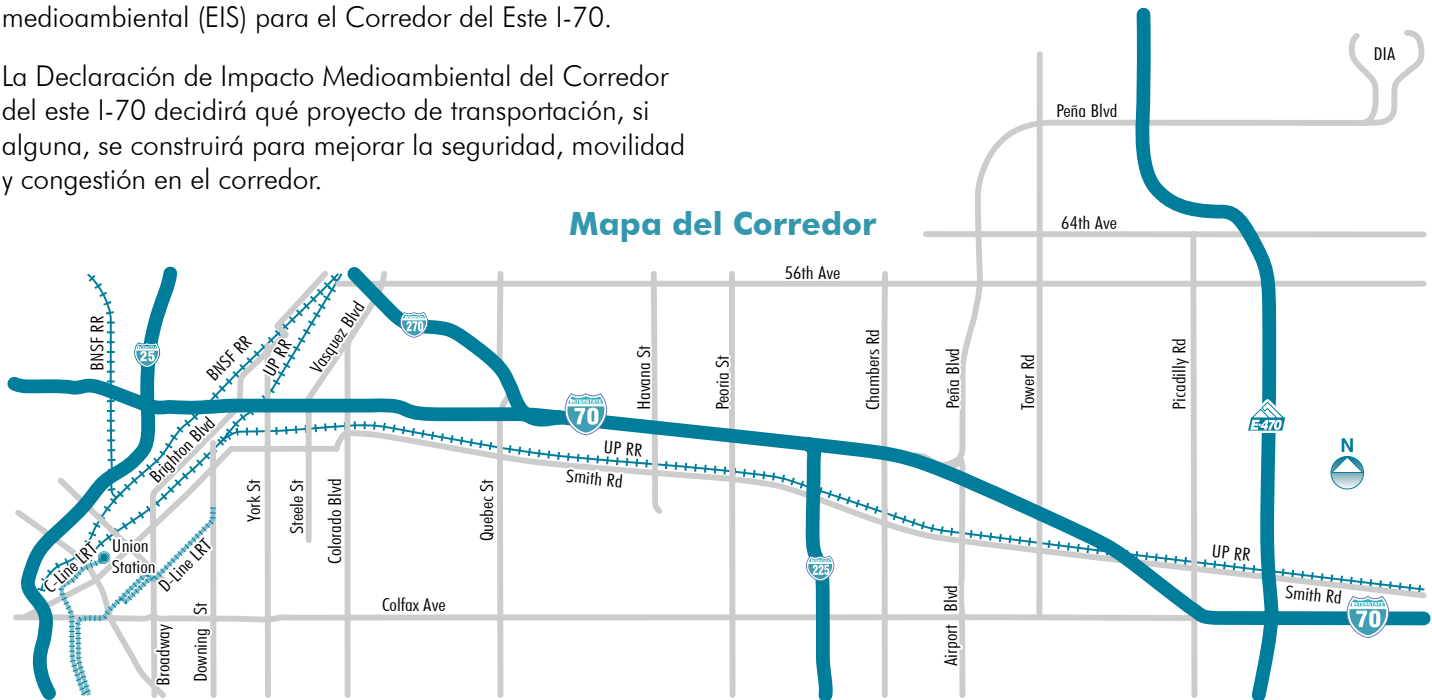 medioambiental (EIS) para el Corredor del Este I-70.
La Declaración de Impacto Medioambiental del Corredor
del este I-70 decidirá qué proyecto de transportación, si
alguna, se construirá para mejorar la seguridad, movilidad
y congestión en el corredor.
Mapa del Corredor
DIA
Peña Blvd
64th Ave
56th Ave
BNSF RR
25
BNSF RR
UP RR
Vasquez Blvd
270
Havana St
Peoria St
Chambers Rd
Peña Blvd
Tower Rd
Picadilly Rd
INTERSTATE
70
E-470
N
Brighton Blvd
UP RR
Smith Rd
York St
Steele St
Colorado Blvd
Quebec St
Union
Station
C-Line LRT
D-Line LRT
225
UP RR
Smith Rd
INTERSTATE
70
Colfax Ave
Broadway
Downing St
Airport Blvd